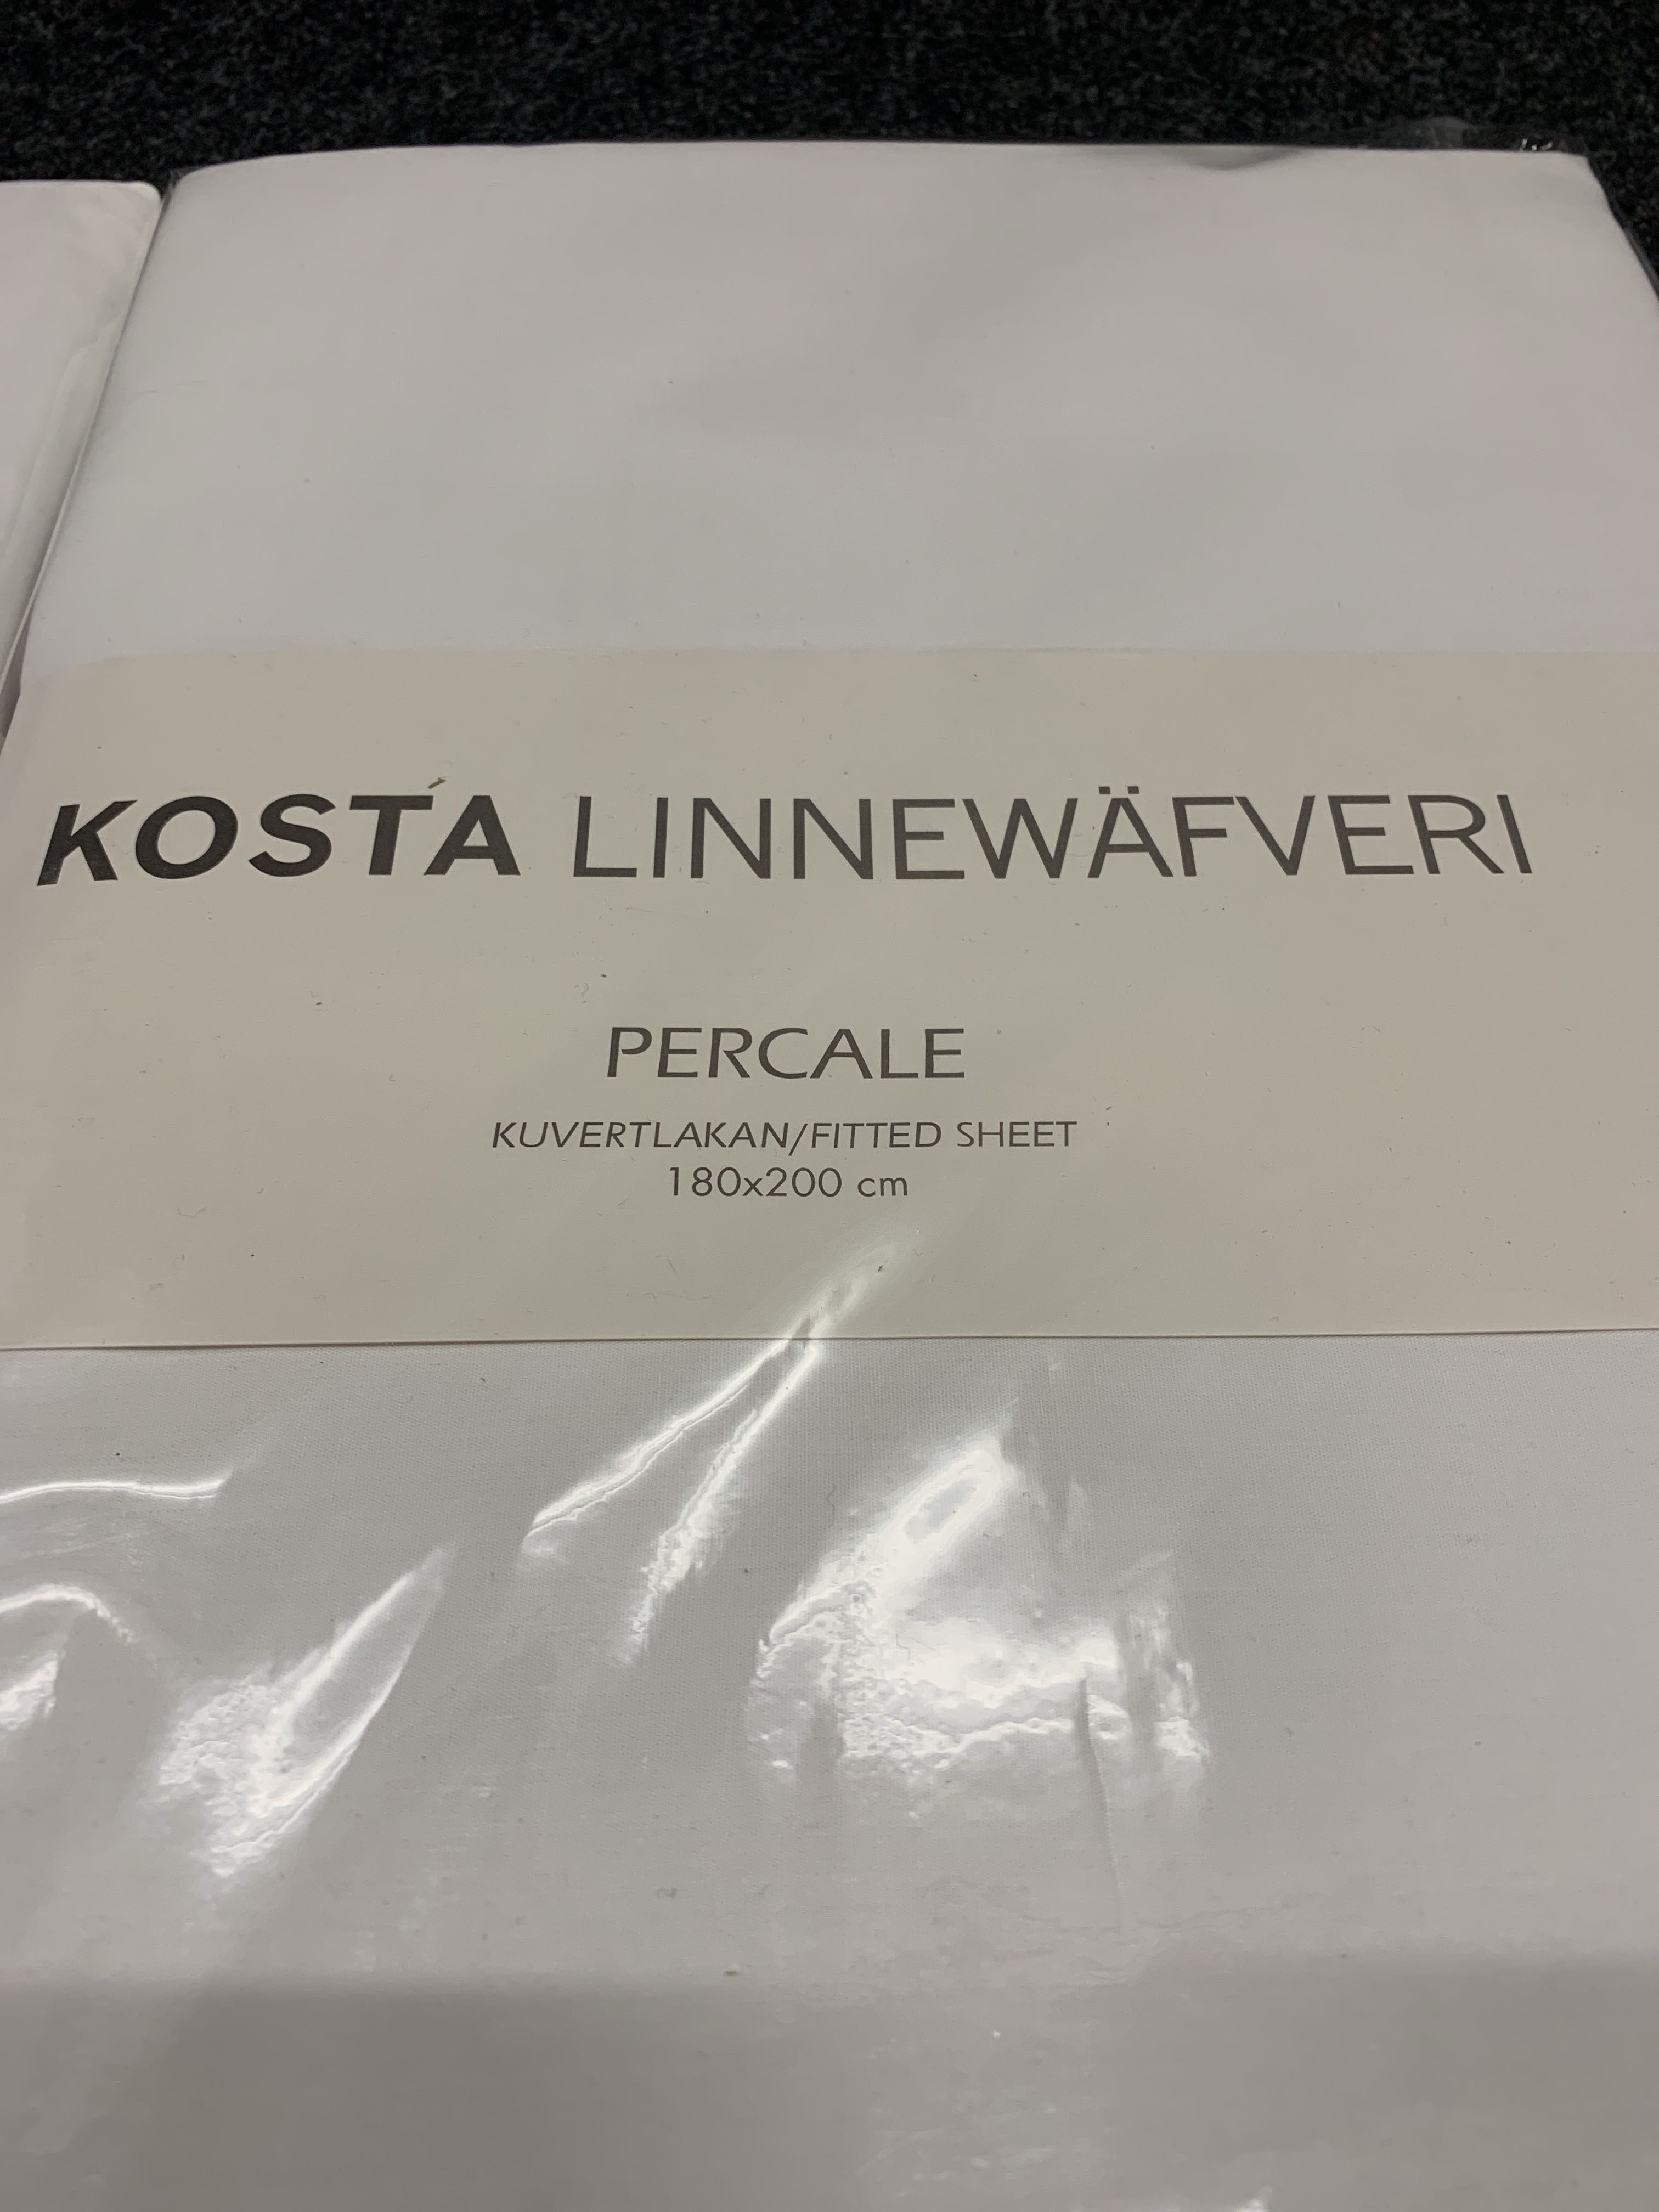 KOSTA LINNEWÄFVERI
PERCALE
KUVERTLAKAN/FITTED SHEET
180x200 cm